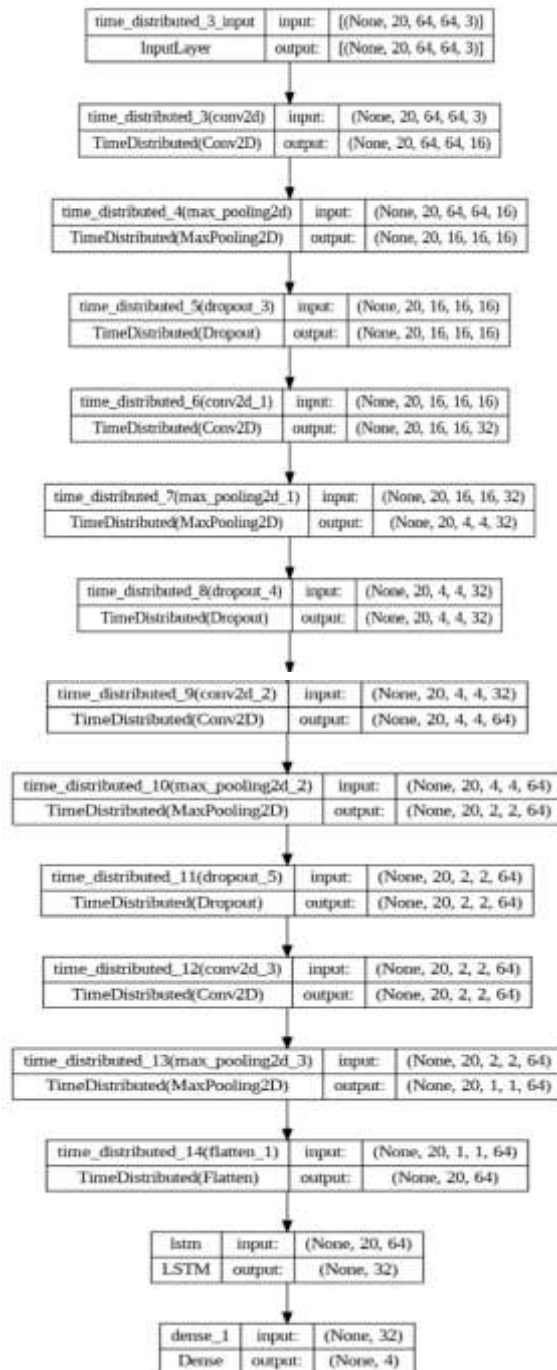 time_distributed_3_input input: [(None, 20, 64, 64, 3)]
InputLayer output: [(None, 20, 64, 64, 3)]
time_distributed_3(conv2d) input: (None, 20, 64, 64, 3)
TimeDistributed(Conv2D) output: (None, 20, 64, 64, 16)
time_distributed_4(max_pooling2d) input: (None, 20, 64, 64, 16)
TimeDistributed(MaxPooling2D) output: (None, 20, 16, 16, 16)
time_distributed_5(dropout_3) input: (None, 20, 16, 16, 16)
TimeDistributed(Dropout) output: (None, 20, 16, 16, 16)
time_distributed_6(conv2d_1) input: (None, 20, 16, 16, 16)
TimeDistributed(Conv2D) output: (None, 20, 16, 16, 32)
time_distributed_7(max_pooling2d_1) input: (None, 20, 16, 16, 32)
TimeDistributed(MaxPooling2D) output: (None, 20, 4, 4, 32)
time_distributed_8(dropout_4) input: (None, 20, 4, 4, 32)
TimeDistributed(Dropout) output: (None, 20, 4, 4, 32)
time_distributed_9(conv2d_2) input: (None, 20, 4, 4, 32)
TimeDistributed(Conv2D) output: (None, 20, 4, 4, 64)
time_distributed_10(max_pooling2d_2) input: (None, 20, 4, 4, 64)
TimeDistributed(MaxPooling2D) output: (None, 20, 2, 2, 64)
time_distributed_11(dropout_5) input: (None, 20, 2, 2, 64)
TimeDistributed(Dropout) output: (None, 20, 2, 2, 64)
time_distributed_12(conv2d_3) input: (None, 20, 2, 2, 64)
TimeDistributed(Conv2D) output: (None, 20, 2, 2, 64)
time_distributed_13(max_pooling2d_3) input: (None, 20, 2, 2, 64)
TimeDistributed(MaxPooling2D) output: (None, 20, 1, 1, 64)
time_distributed_14(flatten_1) input: (None, 20, 1, 1, 64)
TimeDistributed(Flatten) output: (None, 20, 64)
lstm input: (None, 20, 64)
LSTM output: (None, 32)
dense_1 input: (None, 32)
Dense output: (None, 4)